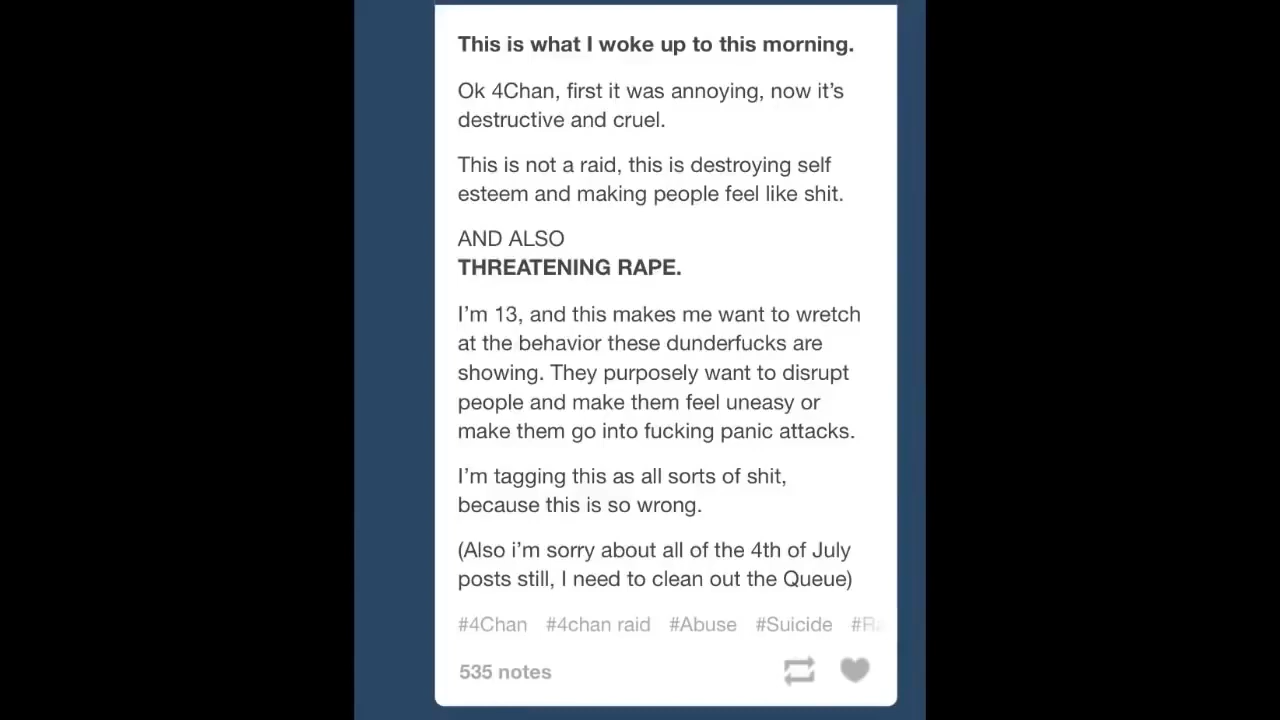 This is what I woke up to this morning.
Ok 4Chan, first it was annoying, now it's
destructive and cruel.
This is not a raid, this is destroying self
esteem and making people feel like shit.
AND ALSO
THREATENING RAPE.
I'm 13, and this makes me want to wretch
at the behavior these dunderfucks are
showing. They purposely want to disrupt
people and make them feel uneasy or
make them go into fucking panic attacks.
I'm tagging this as all sorts of shit,
because this is so wrong.
(Also i'm sorry about all of the 4th of July
posts still, I need to clean out the Queue)
#4Chan #4chan raid #Abuse #Suicide
535 notes